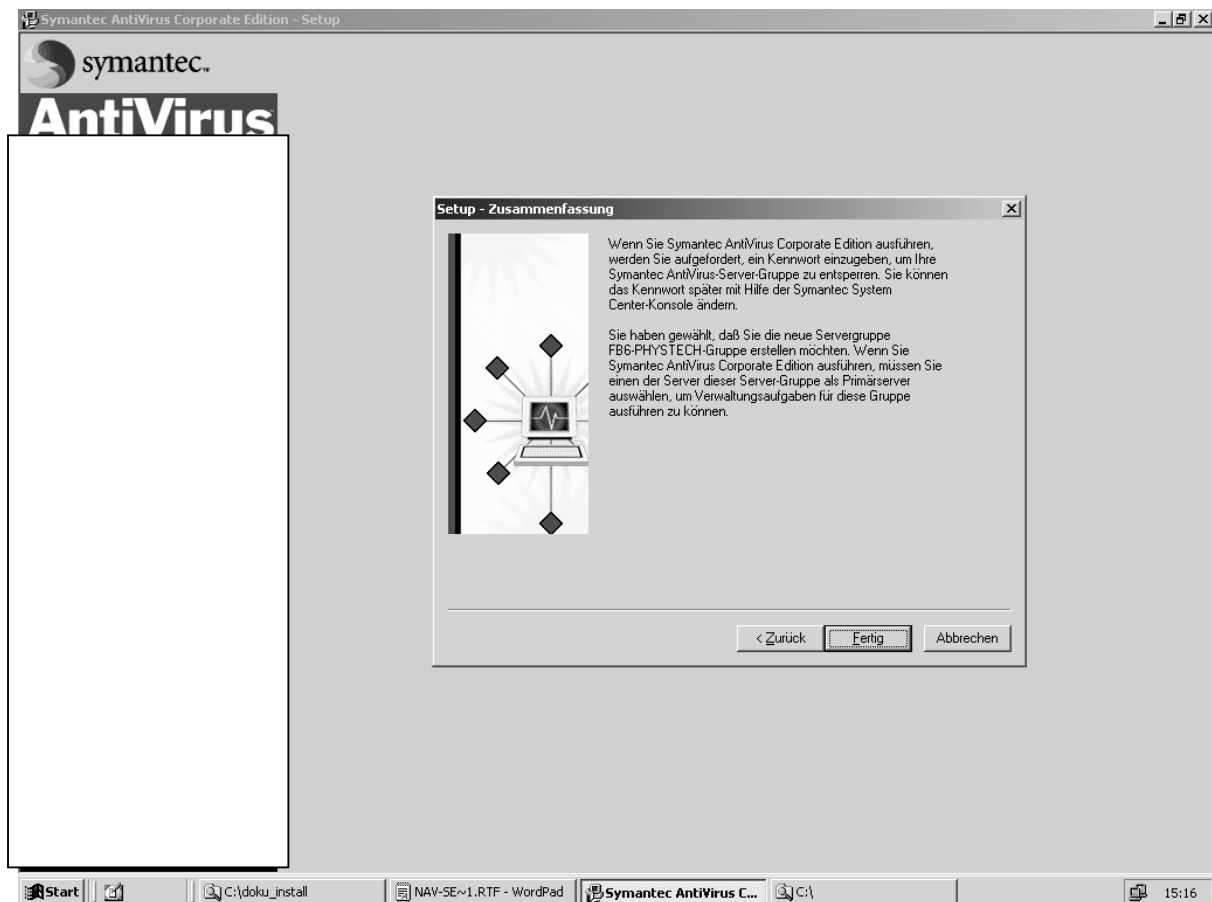 Symantec AntiVirus Corporate Edition - Setup
symantec™
AntiVirus
Setup - Zusammenfassung
Wenn Sie Symantec AntiVirus Corporate Edition ausführen,
werden Sie aufgefordert, ein Kennwort einzugeben, um Ihre
Symantec AntiVirus-Server-Gruppe zu entsperren. Sie können
das Kennwort später mit Hilfe der Symantec System
Center-Konsole ändern.
Sie haben gewählt, daß Sie die neue Servergruppe
FB6-PHYSTECH-Gruppe erstellen möchten. Wenn Sie
Symantec AntiVirus Corporate Edition ausführen, müssen Sie
einen der Server dieser Server-Gruppe als Primärserver
auswählen, um Verwaltungsaufgaben für diese Gruppe
ausführen zu können.
< Zurück Fertig Abbrechen
Start C:\doku_install NAV-SE~1.RTF - WordPad Symantec AntiVirus C... C:\ 15:16